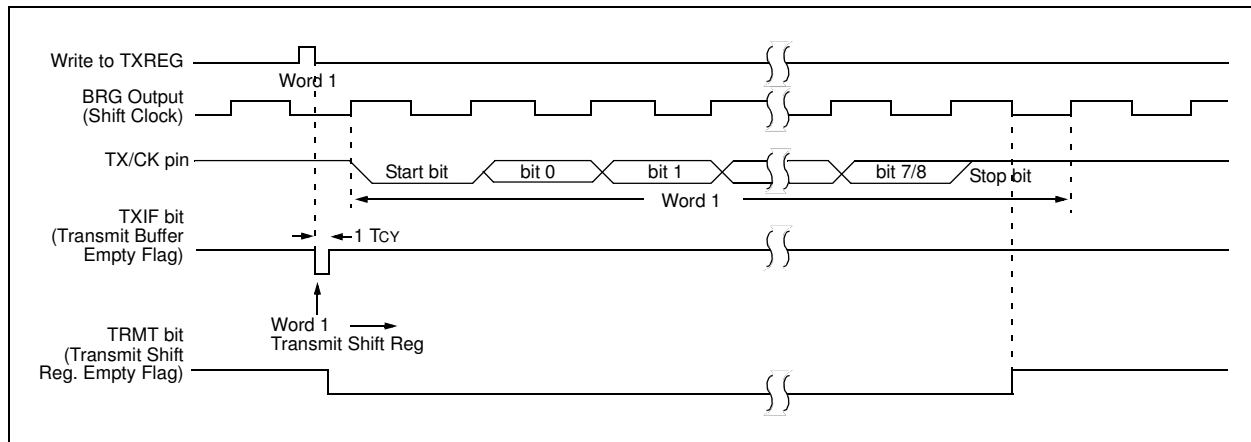 Write to TXREG
Word 1
BRG Output
(Shift Clock)
TX/CK pin
Start bit
bit 0
bit 1
bit 7/8
Stop bit
Word 1
TXIF bit
(Transmit Buffer
Empty Flag)
1 TCY
Word 1
Transmit Shift Reg
TRMT bit
(Transmit Shift
Reg. Empty Flag)